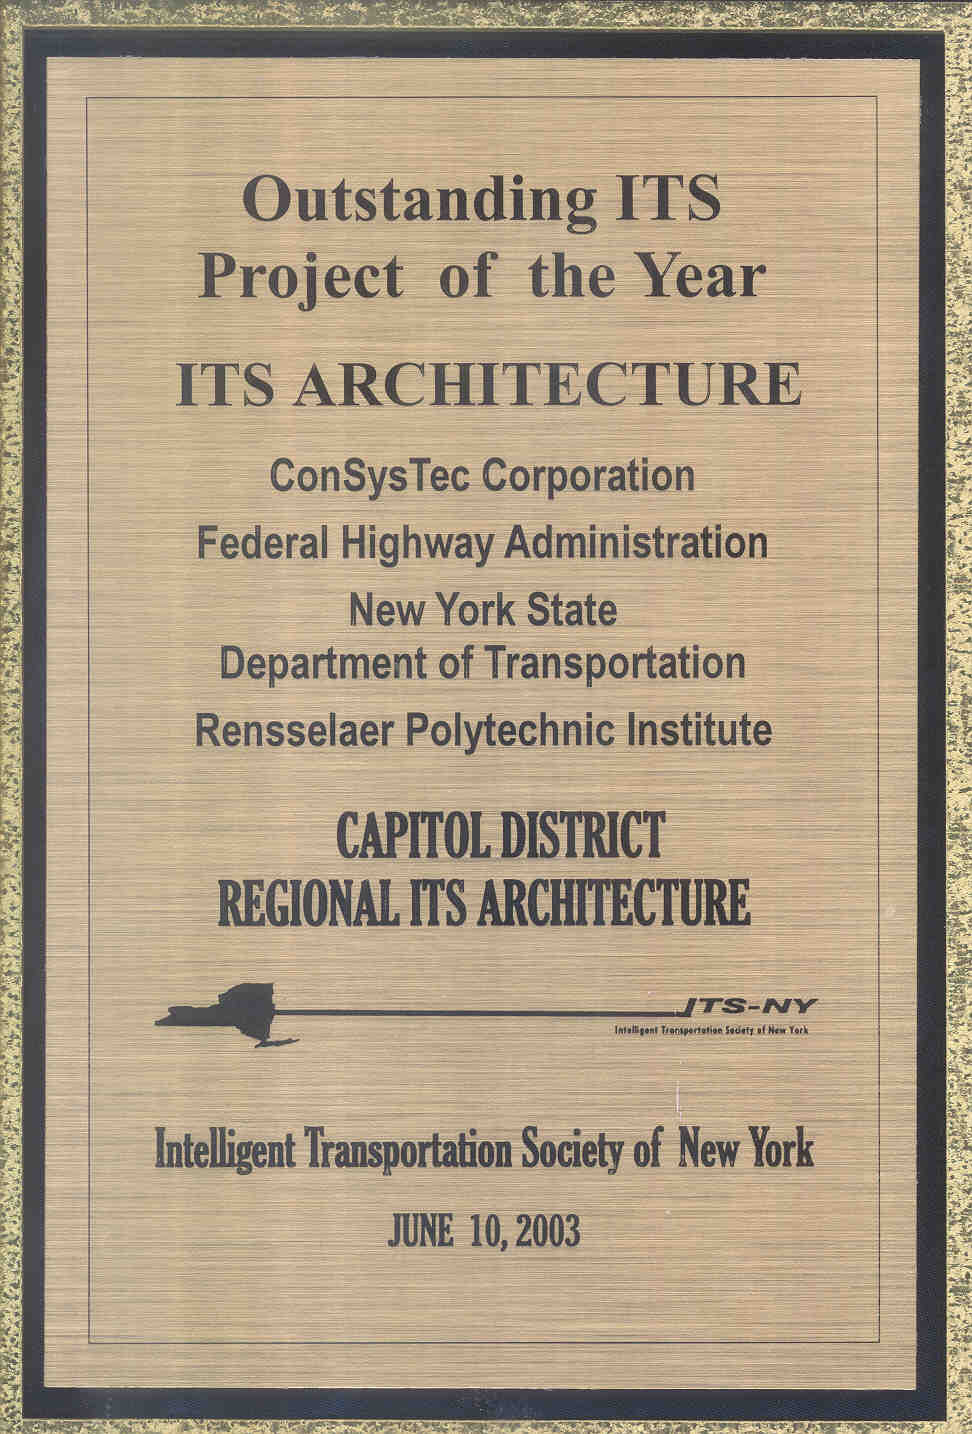 Outstanding ITS
Project of the Year
ITS ARCHITECTURE
ConSysTec Corporation
Federal Highway Administration
New York State
Department of Transportation
Rensselaer Polytechnic Institute
CAPITOL DISTRICT
REGIONAL ITS ARCHITECTURE
ITS-NY
Intelligent Transportation Society of New York
Intelligent Transportation Society of New York
JUNE 10, 2003